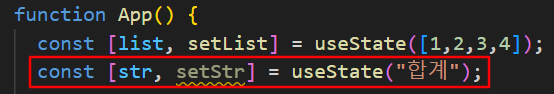 function App() {
const [list, setList] = useState([1,2,3,4]);
const [str, setStr] = useState("합계");